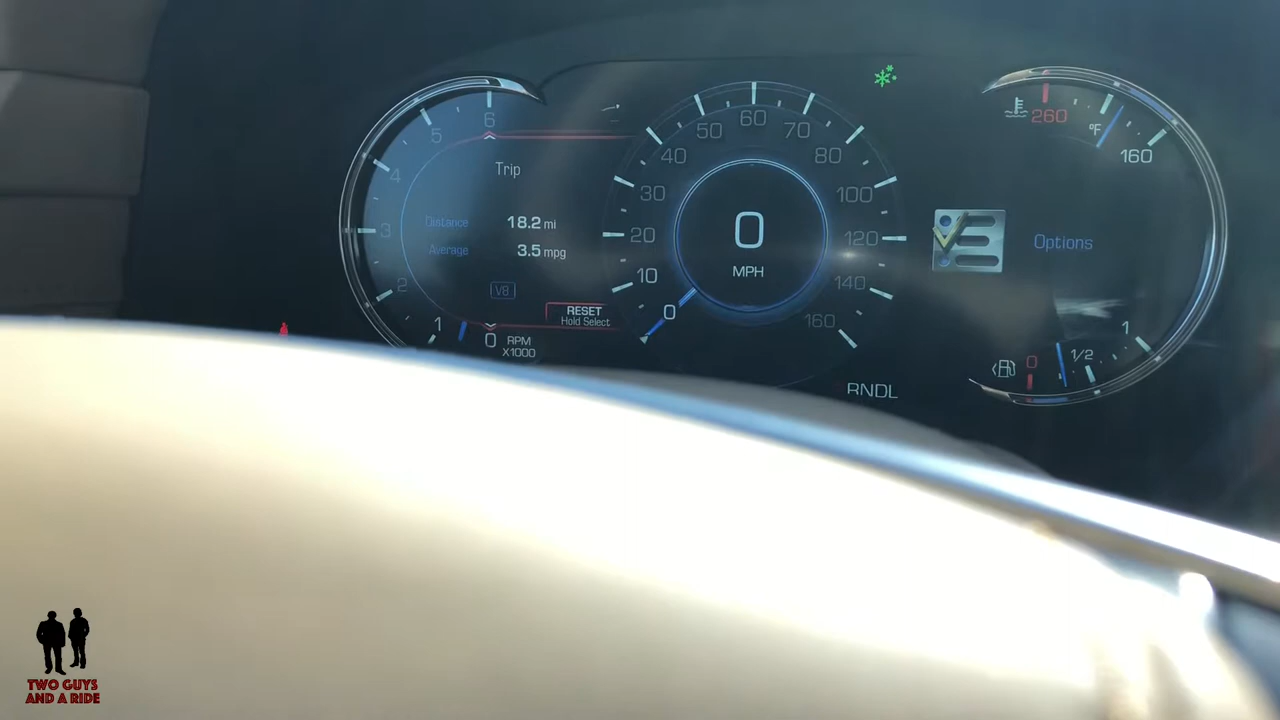 6
5
4
3
2
1
0 RPM
X1000
Trip
Distance 18.2 mi
Average 3.5 mpg
V8
RESET
Hold Select
0
10
20
30
40
50
60
70
80
100
120
140
160
0
MPH
RNDL
260
°F
160
Options
0
1/2
1
TWO GUYS
AND A RIDE